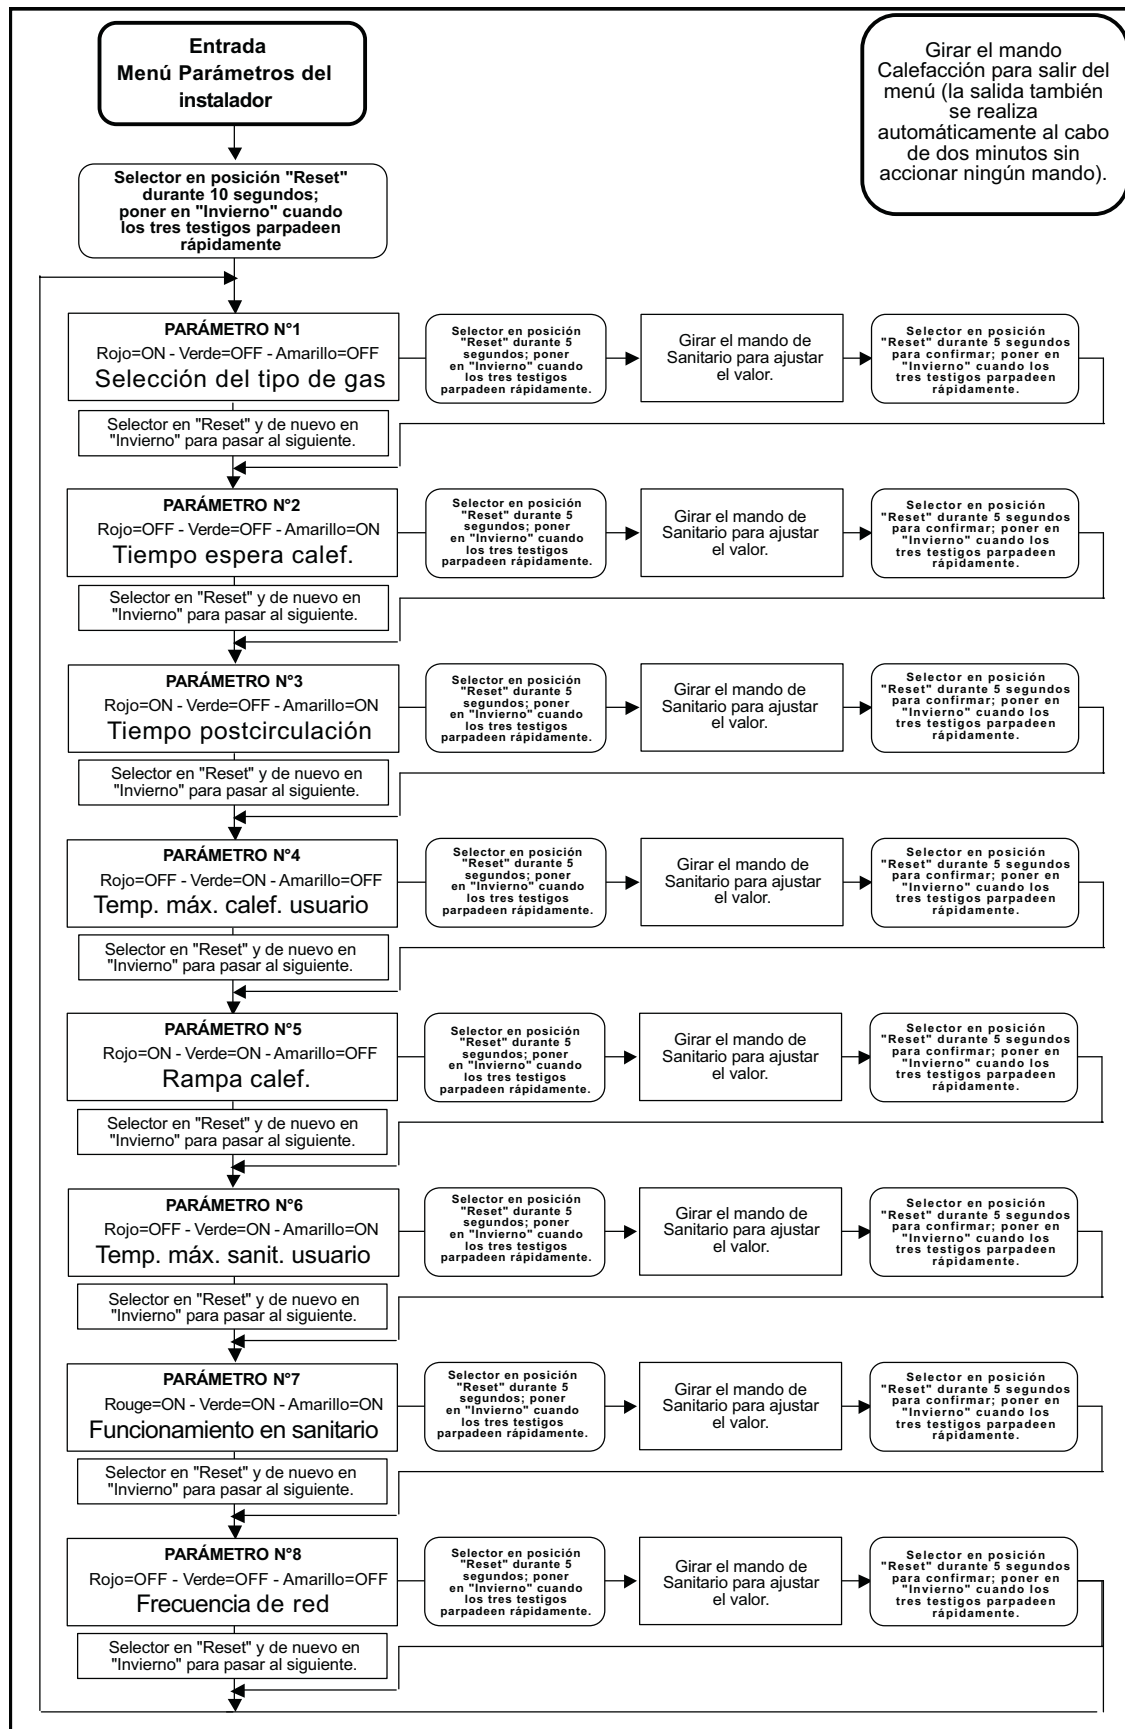 Entrada
Menú Parámetros del
instalador
Girar el mando
Calefacción para salir del
menú (la salida también
se realiza
automáticamente al cabo
de dos minutos sin
accionar ningún mando).
Selector en posición "Reset"
durante 10 segundos;
poner en "Invierno" cuando
los tres testigos parpadeen
rápidamente
PARÁMETRO N°1
Rojo=ON - Verde=OFF - Amarillo=OFF
Selección del tipo de gas
Selector en posición
"Reset" durante 5
segundos; poner
en "Invierno" cuando
los tres testigos
parpadeen rápidamente.
Girar el mando de
Sanitario para ajustar
el valor.
Selector en posición
"Reset" durante 5 segundos
para confirmar; poner en
"Invierno" cuando los
tres testigos parpadeen
rápidamente.
Selector en "Reset" y de nuevo en
"Invierno" para pasar al siguiente.
PARÁMETRO N°2
Rojo=OFF - Verde=OFF - Amarillo=ON
Tiempo espera calef.
Selector en posición
"Reset" durante 5
segundos; poner
en "Invierno" cuando
los tres testigos
parpadeen rápidamente.
Girar el mando de
Sanitario para ajustar
el valor.
Selector en posición
"Reset" durante 5 segundos
para confirmar; poner en
"Invierno" cuando los
tres testigos parpadeen
rápidamente.
Selector en "Reset" y de nuevo en
"Invierno" para pasar al siguiente.
PARÁMETRO N°3
Rojo=ON - Verde=OFF - Amarillo=ON
Tiempo postcirculación
Selector en posición
"Reset" durante 5
segundos; poner
en "Invierno" cuando
los tres testigos
parpadeen rápidamente.
Girar el mando de
Sanitario para ajustar
el valor.
Selector en posición
"Reset" durante 5 segundos
para confirmar; poner en
"Invierno" cuando los
tres testigos parpadeen
rápidamente.
Selector en "Reset" y de nuevo en
"Invierno" para pasar al siguiente.
PARÁMETRO N°4
Rojo=OFF - Verde=ON - Amarillo=OFF
Temp. máx. calef. usuario
Selector en posición
"Reset" durante 5
segundos; poner
en "Invierno" cuando
los tres testigos
parpadeen rápidamente.
Girar el mando de
Sanitario para ajustar
el valor.
Selector en posición
"Reset" durante 5 segundos
para confirmar; poner en
"Invierno" cuando los
tres testigos parpadeen
rápidamente.
Selector en "Reset" y de nuevo en
"Invierno" para pasar al siguiente.
PARÁMETRO N°5
Rojo=ON - Verde=ON - Amarillo=OFF
Rampa calef.
Selector en posición
"Reset" durante 5
segundos; poner
en "Invierno" cuando
los tres testigos
parpadeen rápidamente.
Girar el mando de
Sanitario para ajustar
el valor.
Selector en posición
"Reset" durante 5 segundos
para confirmar; poner en
"Invierno" cuando los
tres testigos parpadeen
rápidamente.
Selector en "Reset" y de nuevo en
"Invierno" para pasar al siguiente.
PARÁMETRO N°6
Rojo=OFF - Verde=ON - Amarillo=ON
Temp. máx. sanit. usuario
Selector en posición
"Reset" durante 5
segundos; poner
en "Invierno" cuando
los tres testigos
parpadeen rápidamente.
Girar el mando de
Sanitario para ajustar
el valor.
Selector en posición
"Reset" durante 5 segundos
para confirmar; poner en
"Invierno" cuando los
tres testigos parpadeen
rápidamente.
Selector en "Reset" y de nuevo en
"Invierno" para pasar al siguiente.
PARÁMETRO N°7
Rouge=ON - Verde=ON - Amarillo=ON
Funcionamiento en sanitario
Selector en posición
"Reset" durante 5
segundos; poner
en "Invierno" cuando
los tres testigos
parpadeen rápidamente.
Girar el mando de
Sanitario para ajustar
el valor.
Selector en posición
"Reset" durante 5 segundos
para confirmar; poner en
"Invierno" cuando los
tres testigos parpadeen
rápidamente.
Selector en "Reset" y de nuevo en
"Invierno" para pasar al siguiente.
PARÁMETRO N°8
Rojo=OFF - Verde=OFF - Amarillo=OFF
Frecuencia de red
Selector en posición
"Reset" durante 5
segundos; poner
en "Invierno" cuando
los tres testigos
parpadeen rápidamente.
Girar el mando de
Sanitario para ajustar
el valor.
Selector en posición
"Reset" durante 5 segundos
para confirmar; poner en
"Invierno" cuando los
tres testigos parpadeen
rápidamente.
Selector en "Reset" y de nuevo en
"Invierno" para pasar al siguiente.